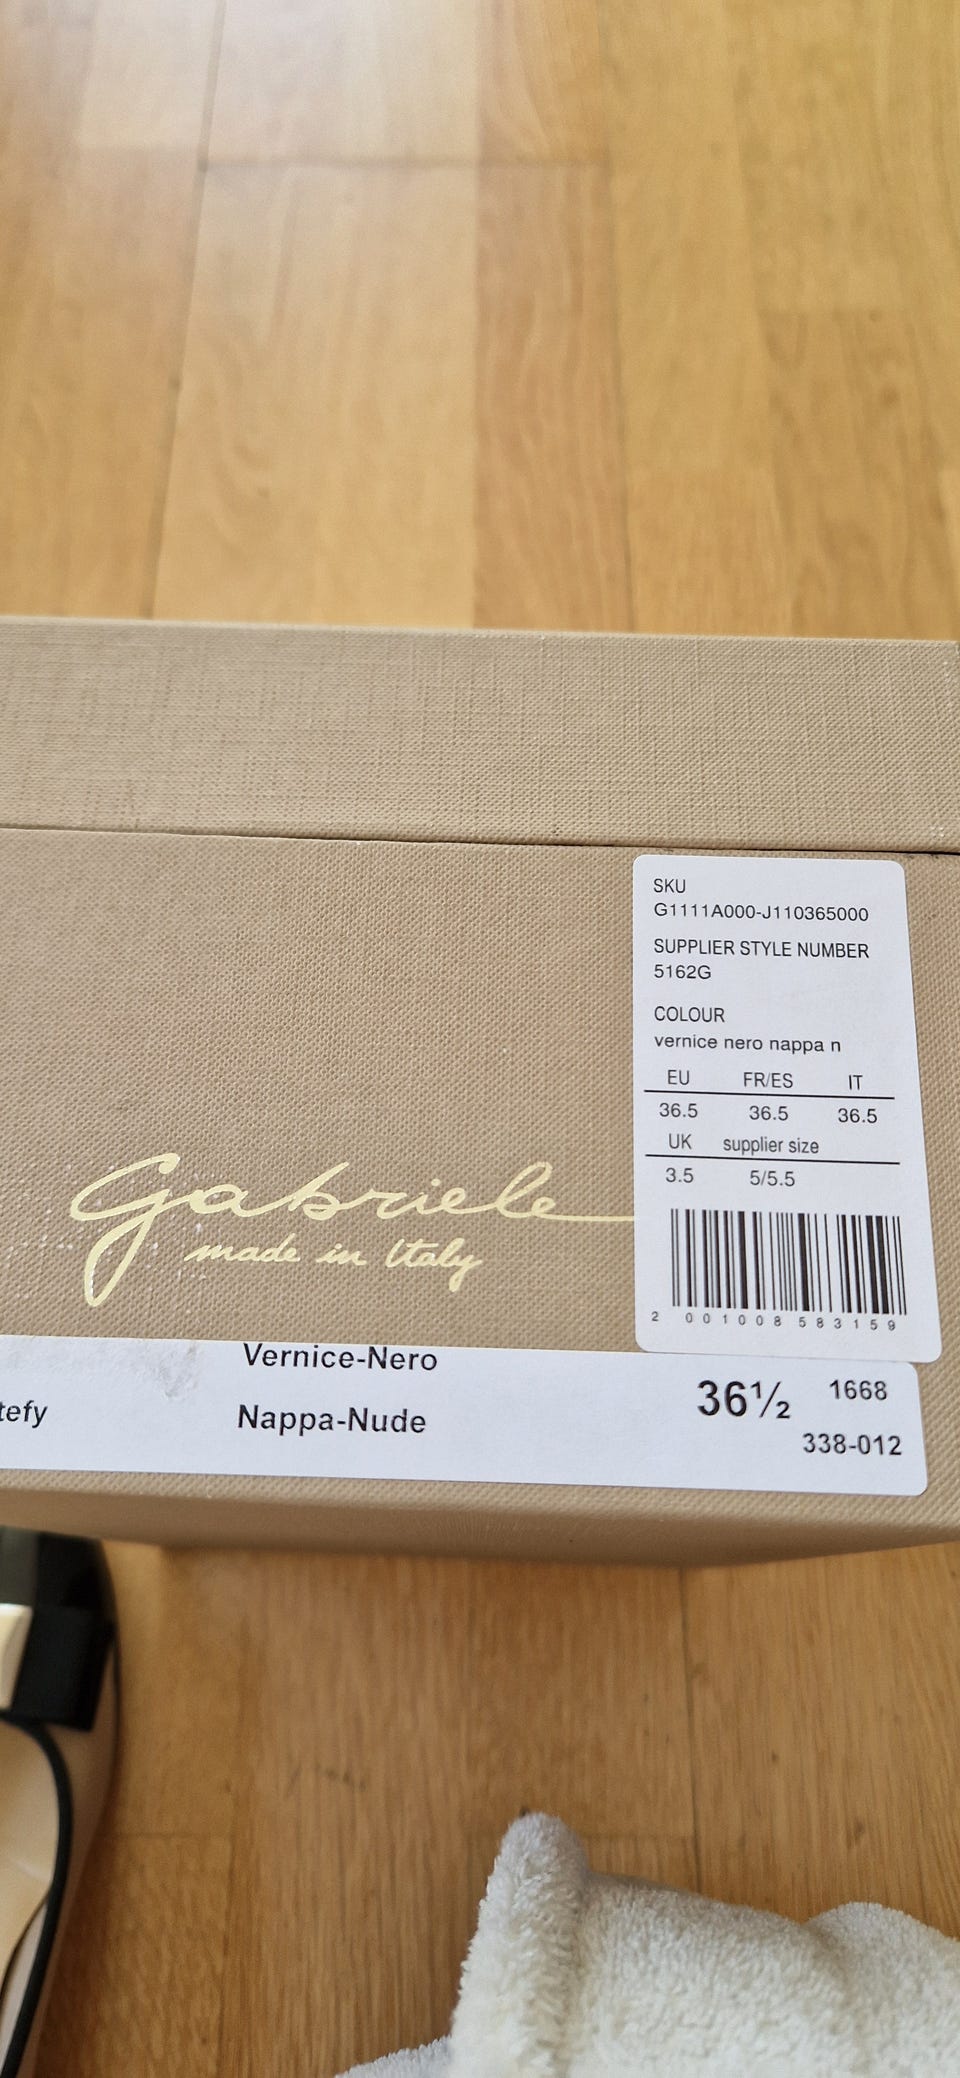 SKU
G1111A000-J110365000
SUPPLIER STYLE NUMBER
5162G
COLOUR
vernice nero nappa n
EU FR/ES IT
36.5 36.5 36.5
UK supplier size
3.5 5/5.5
2 001008 583159
Gabriele
made in Italy
Vernice-Nero
tefy Nappa-Nude
36½ 1668
338-012